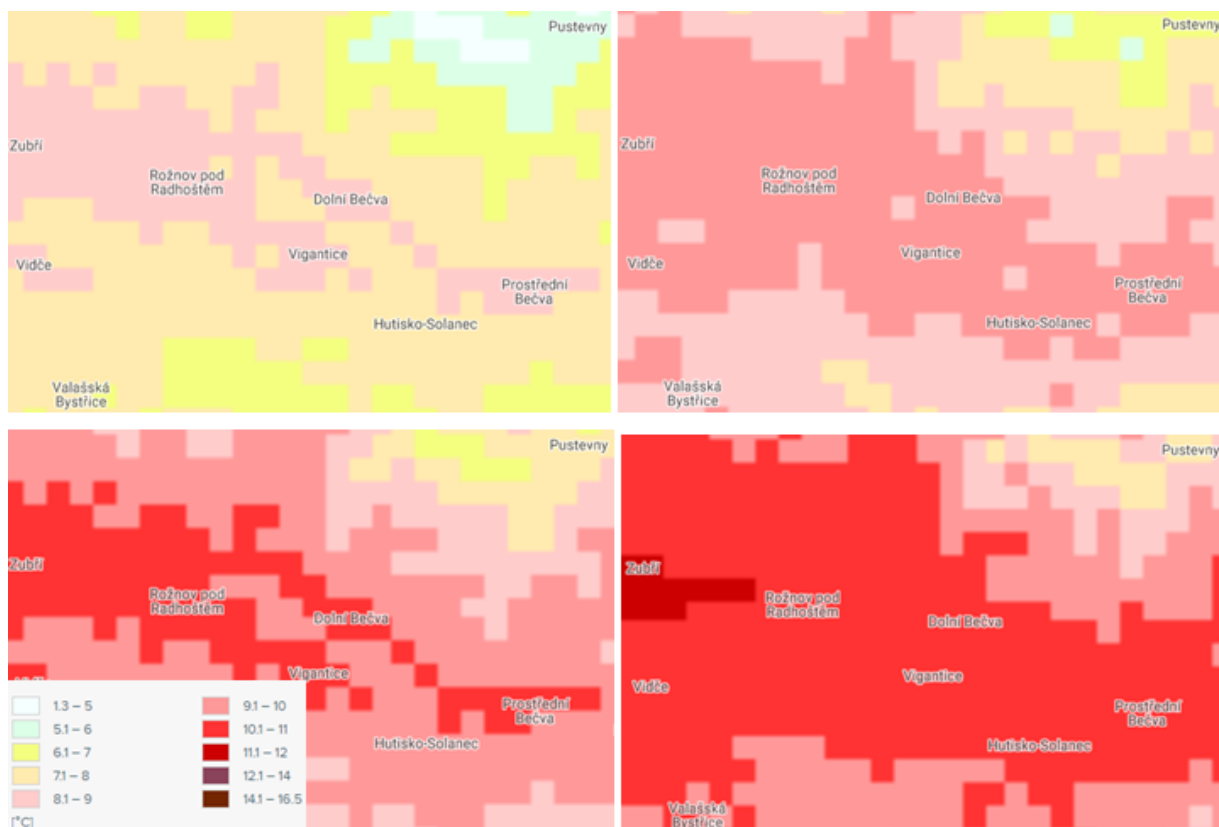 Pustevny
Zubří
Rožnov pod
Radhoštěm
Dolní Bečva
Vigantice
Vidče
Prostřední
Bečva
Hutisko-Solanec
Valašská
Bystřice
Pustevny
Zubří
Rožnov pod
Radhoštěm
Dolní Bečva
Vigantice
Vidče
Prostřední
Bečva
Hutisko-Solanec
Valašská
Bystřice
Pustevny
Zubří
Rožnov pod
Radhoštěm
Dolní Bečva
Vigantice
Prostřední
Bečva
Hutisko-Solanec
1.3 – 5
5.1 – 6
6.1 – 7
7.1 – 8
8.1 – 9
[°C]
9.1 – 10
10.1 – 11
11.1 – 12
12.1 – 14
14.1 – 16.5
Pustevny
Zubří
Rožnov pod
Radhoštěm
Dolní Bečva
Vigantice
Vidče
Prostřední
Bečva
Hutisko-Solanec
Valašská
Bystřice